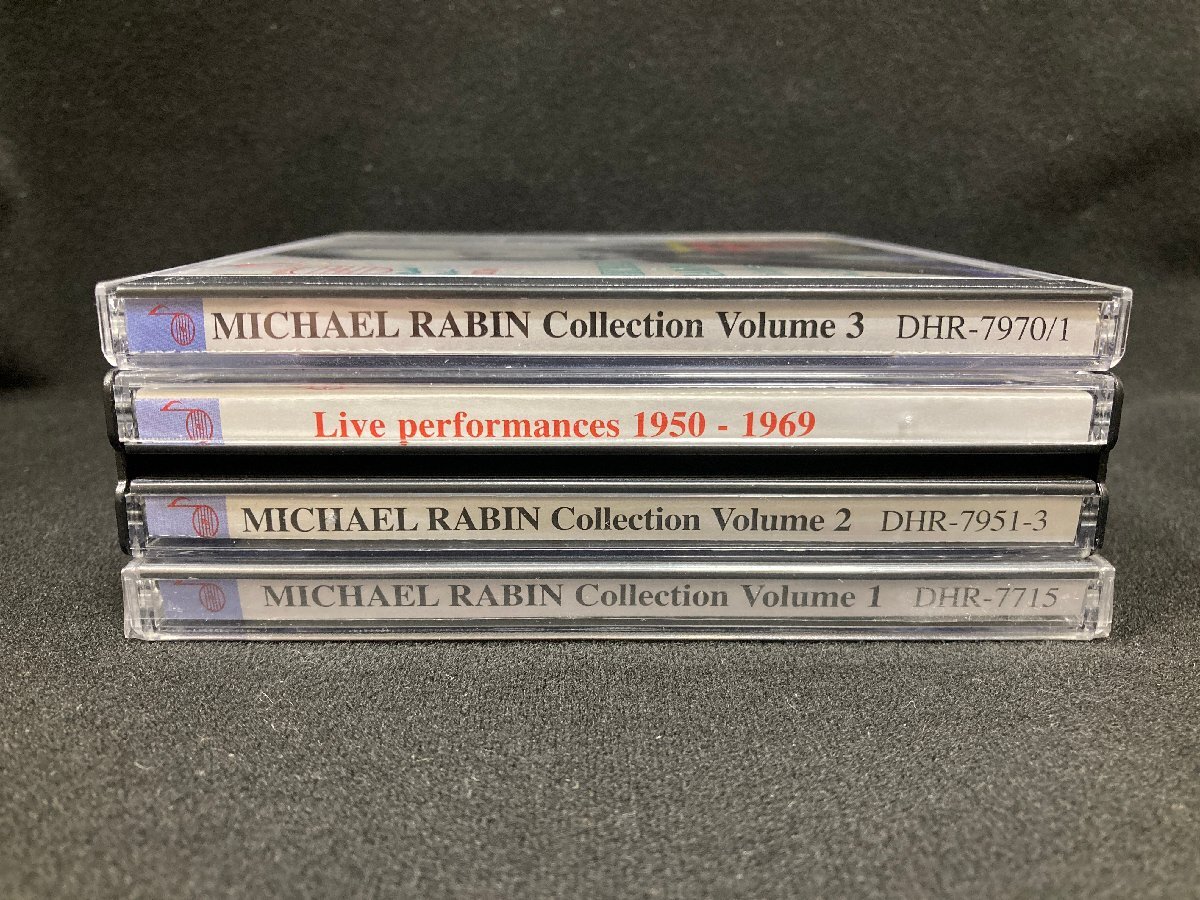 MICHAEL RABIN Collection Volume 3 DHR-7970/1
Live performances 1950 - 1969
MICHAEL RABIN Collection Volume 2 DHR-7951-3
MICHAEL RABIN Collection Volume 1 DHR-7715